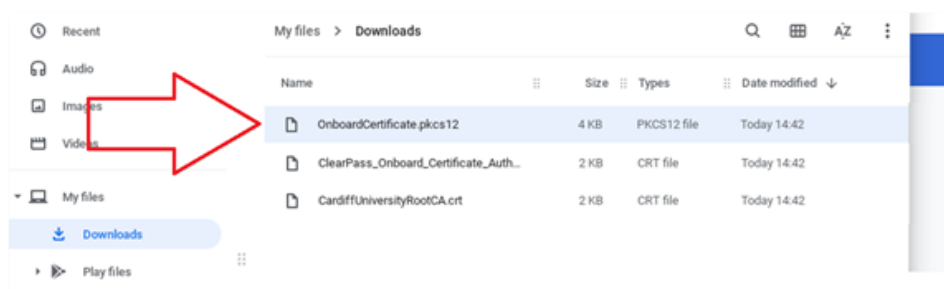 Recent
Audio
Images
Videos
My files
Downloads
Play files
My files > Downloads
AZ
Name Size Types Date modified
OnboardCertificate.pkcs12 4 KB PKCS12 file Today 14:42
ClearPass_Onboard_Certificate_Auth... 2 KB CRT file Today 14:42
CardiffUniversityRootCA.crt 2 KB CRT file Today 14:42